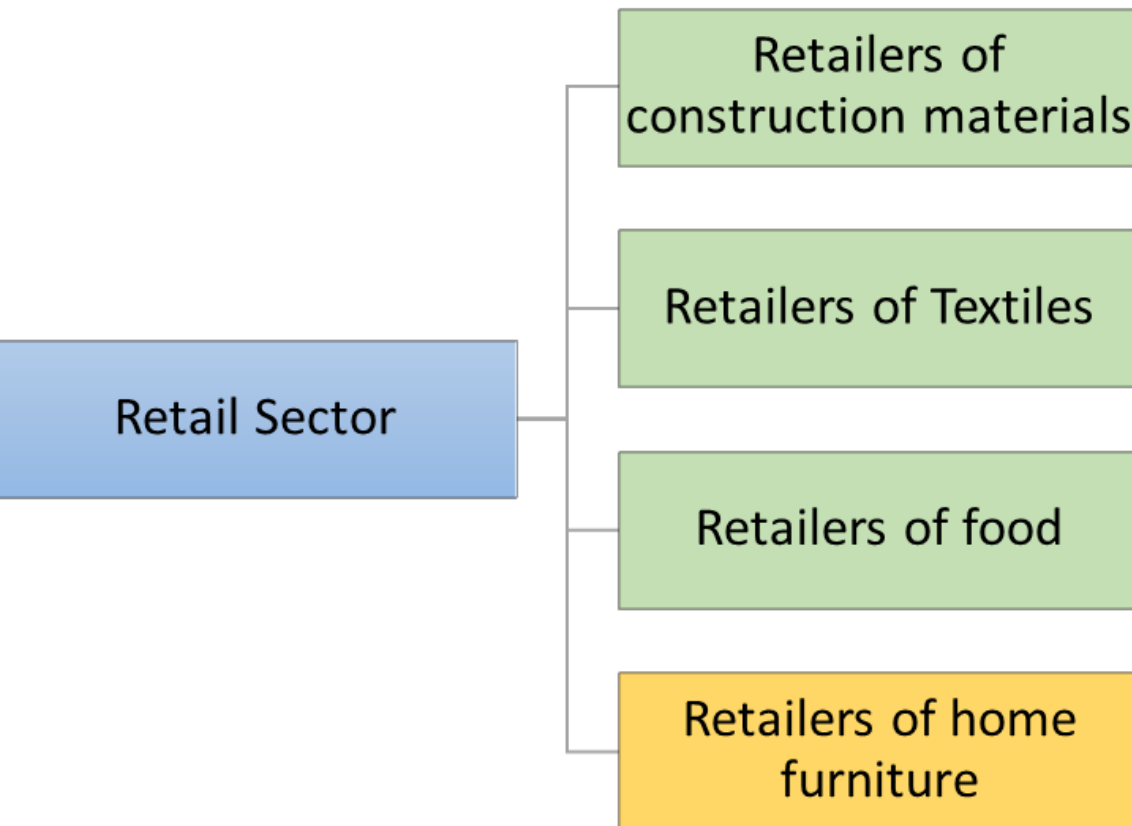 Retailers of
construction materials
Retailers of Textiles
Retail Sector
Retailers of food
Retailers of home
furniture